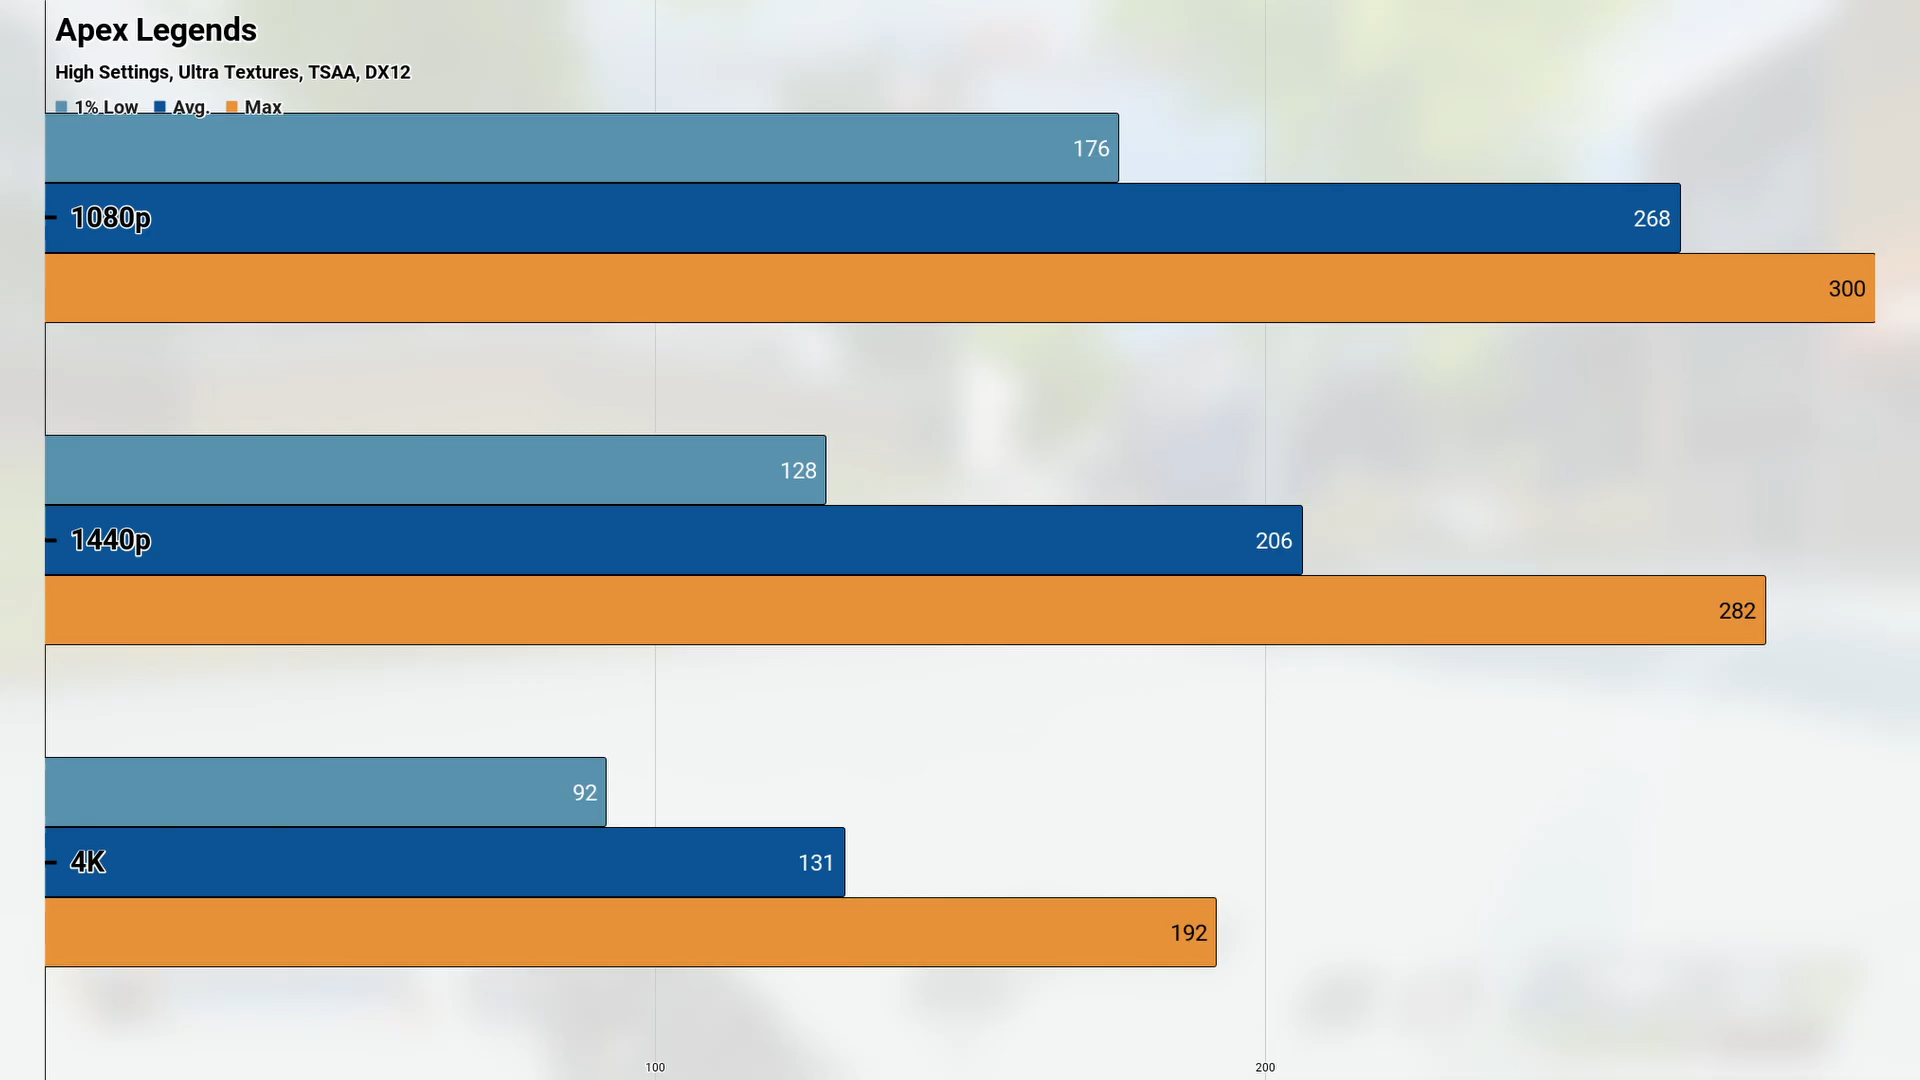 Apex Legends
High Settings, Ultra Textures, TSAA, DX12
1% Low Avg. Max
176
1080p 268
300
128
1440p 206
282
92
4K 131
192
100 200